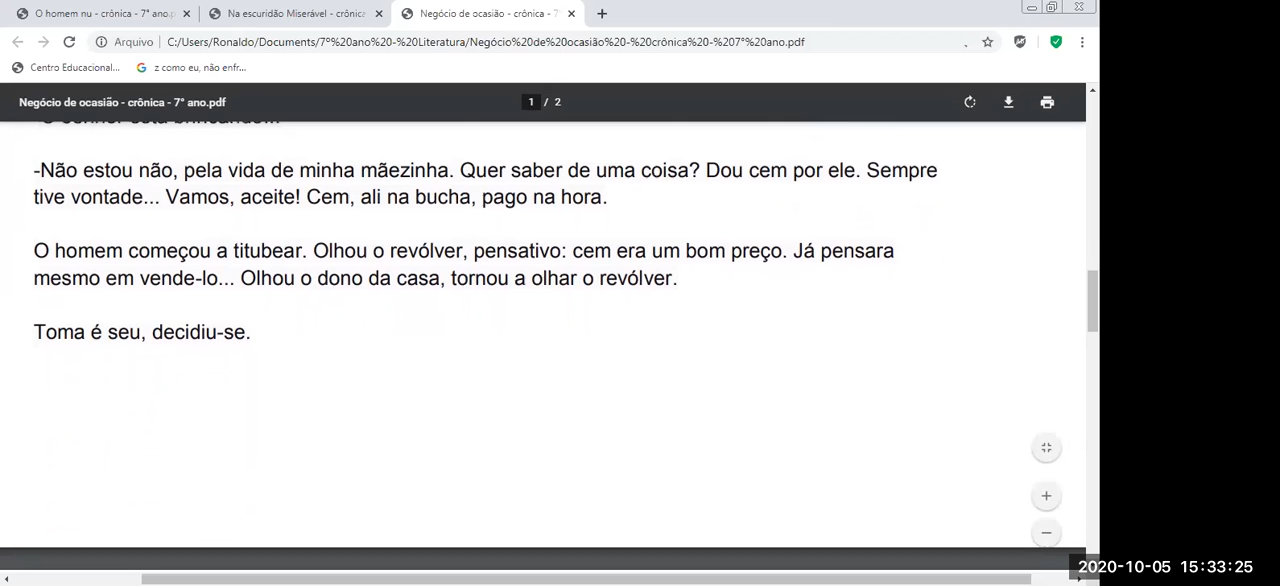 O homem nu - crônica - 7° ano.p
Na escuridão Miserável - crônica
Negócio de ocasião - crônica - 7
Arquivo | C:/Users/Ronaldo/Documents/7º%20ano%20-%20Literatura/Negócio%20de%20ocasião%20-%20crônica%20-%207°%20ano.pdf
Centro Educacional...
z como eu, não enfr...
Negócio de ocasião - crônica - 7° ano.pdf
1 / 2
-Não estou não, pela vida de minha mãezinha. Quer saber de uma coisa? Dou cem por ele. Sempre
tive vontade... Vamos, aceite! Cem, ali na bucha, pago na hora.
O homem começou a titubear. Olhou o revólver, pensativo: cem era um bom preço. Já pensara
mesmo em vende-lo... Olhou o dono da casa, tornou a olhar o revólver.
Toma é seu, decidiu-se.
2020-10-05 15:33:25